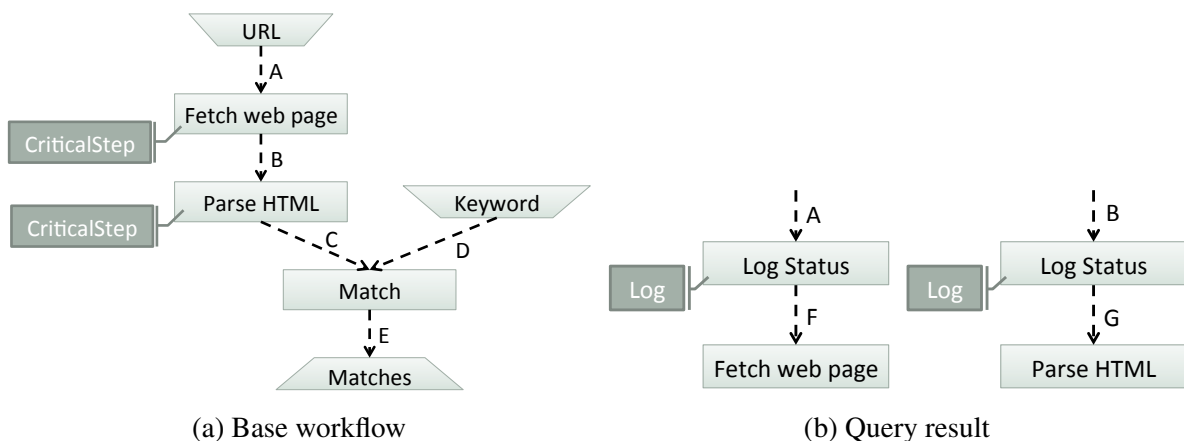 URL
A
Fetch web page
CriticalStep
B
Parse HTML
CriticalStep
Keyword
C
D
Match
E
Matches
(a) Base workflow
A
B
Log Status
Log Status
Log
Log
F
G
Fetch web page
Parse HTML
(b) Query result